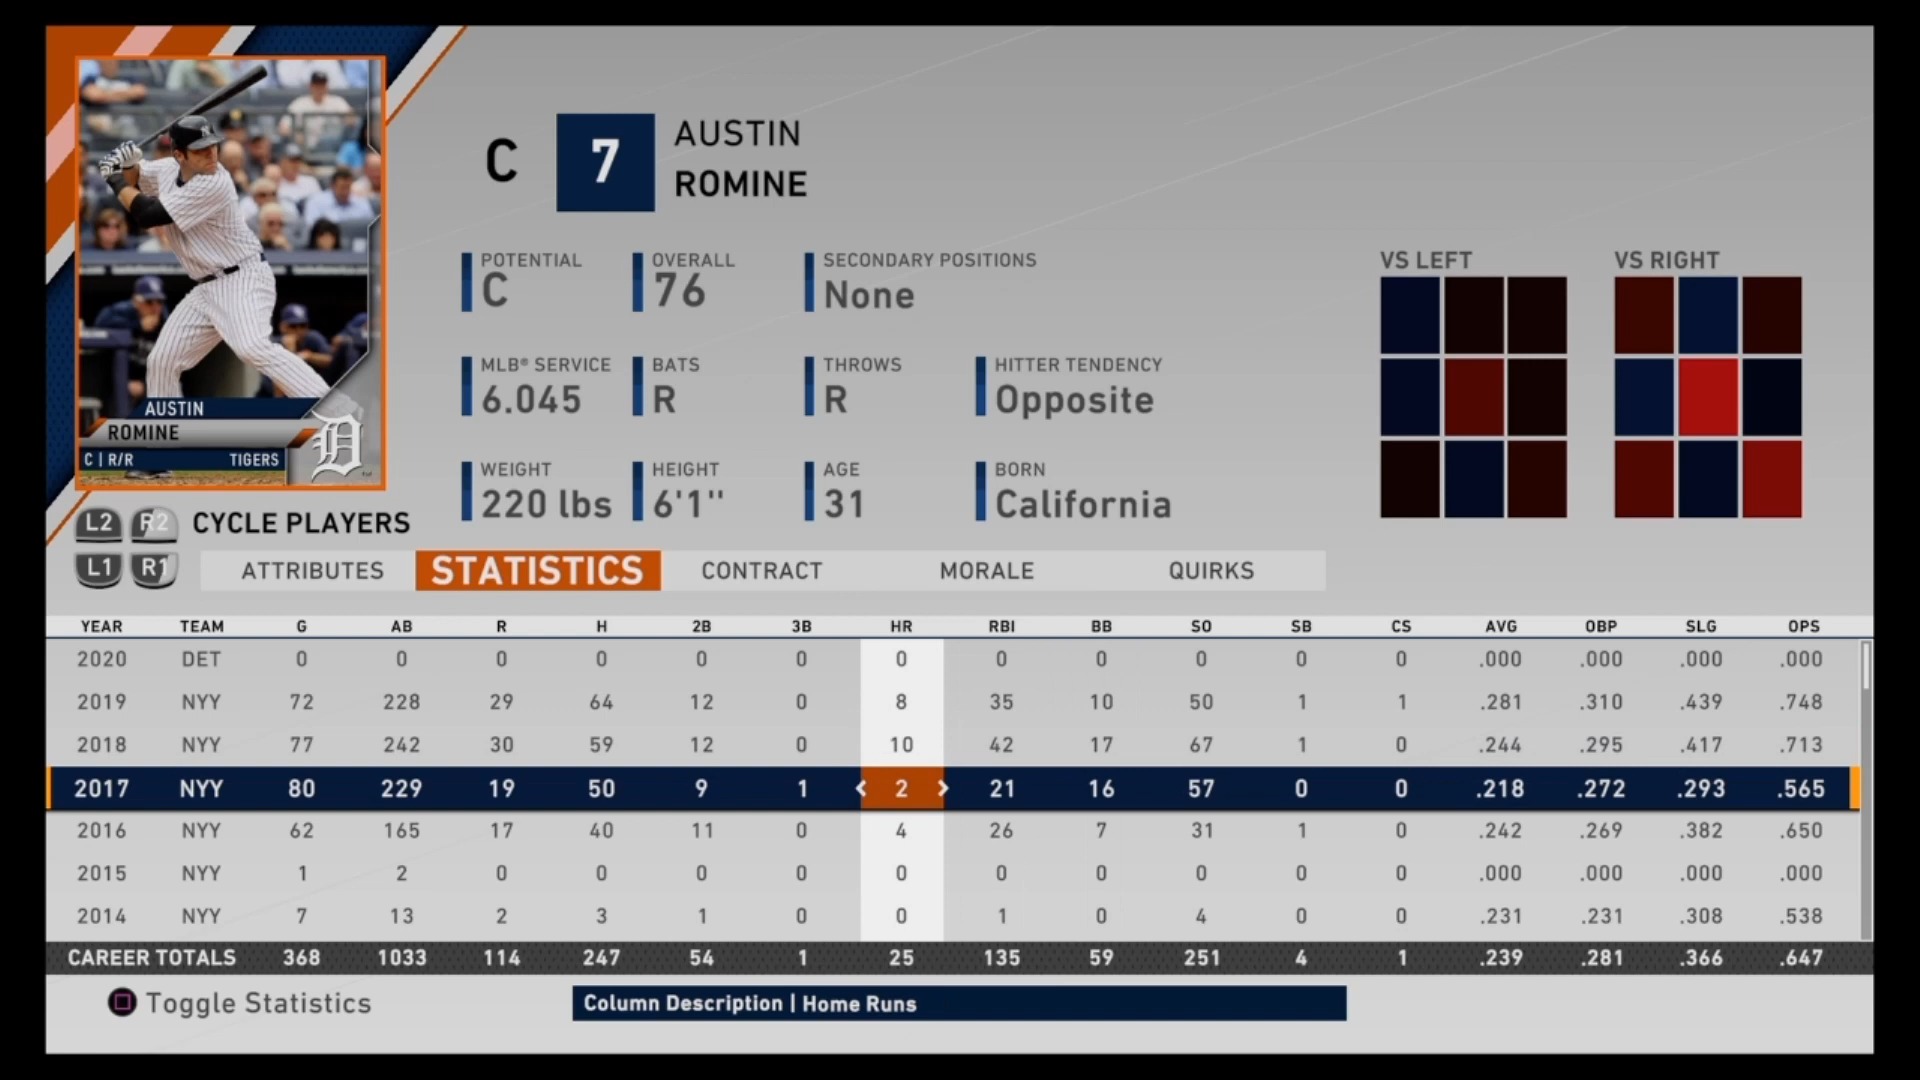 C 7 AUSTIN
ROMINE
POTENTIAL OVERALL SECONDARY POSITIONS
C 76 None
VS LEFT VS RIGHT
MLB® SERVICE BATS THROWS HITTER TENDENCY
6.045 R R Opposite
WEIGHT HEIGHT AGE BORN
220 lbs 6'1'' 31 California
AUSTIN
ROMINE
C | R/R TIGERS
L2 R2 CYCLE PLAYERS
L1 R1 ATTRIBUTES STATISTICS CONTRACT MORALE QUIRKS
YEAR TEAM G AB R H 2B 3B HR RBI BB SO SB CS AVG OBP SLG OPS
2020 DET 0 0 0 0 0 0 0 0 0 0 0 0 .000 .000 .000 .000
2019 NYY 72 228 29 64 12 0 8 35 10 50 1 1 .281 .310 .439 .748
2018 NYY 77 242 30 59 12 0 10 42 17 67 1 0 .244 .295 .417 .713
2017 NYY 80 229 19 50 9 1 < 2 > 21 16 57 0 0 .218 .272 .293 .565
2016 NYY 62 165 17 40 11 0 4 26 7 31 1 0 .242 .269 .382 .650
2015 NYY 1 2 0 0 0 0 0 0 0 0 0 0 .000 .000 .000 .000
2014 NYY 7 13 2 3 1 0 0 1 0 4 0 0 .231 .231 .308 .538
CAREER TOTALS 368 1033 114 247 54 1 25 135 59 251 4 1 .239 .281 .366 .647
Toggle Statistics
Column Description | Home Runs